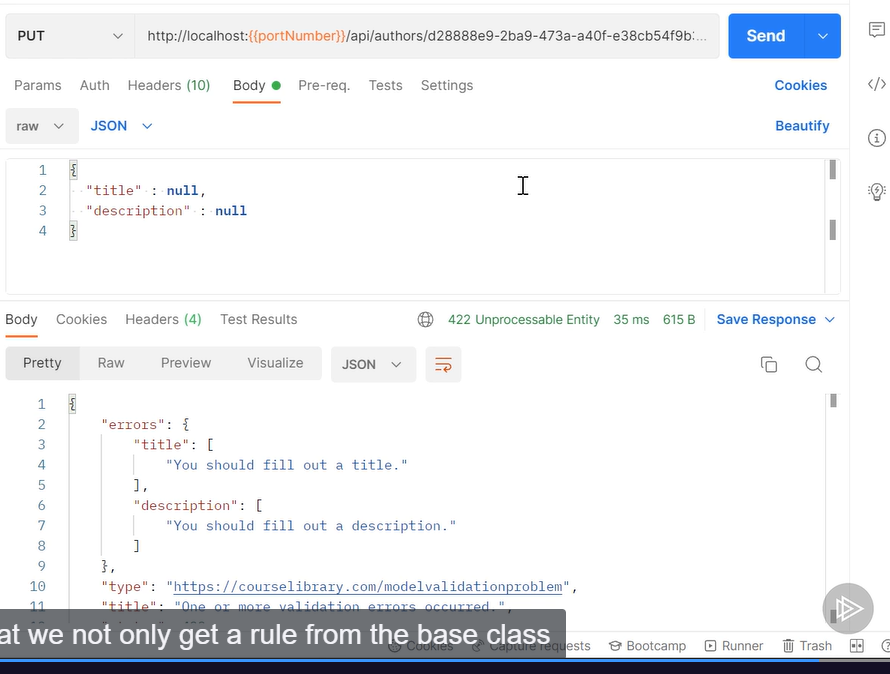 PUT http://localhost:{{portNumber}}/api/authors/d28888e9-2ba9-473a-a40f-e38cb54f9b... Send
Params Auth Headers (10) Body Pre-req. Tests Settings Cookies
raw JSON Beautify
1 {
2 "title" : null,
3 "description" : null
4 }
Body Cookies Headers (4) Test Results 422 Unprocessable Entity 35 ms 615 B Save Response
Pretty Raw Preview Visualize JSON
1 {
2 "errors": {
3 "title": [
4 "You should fill out a title."
5 ],
6 "description": [
7 "You should fill out a description."
8 ]
9 },
10 "type": "https://courselibrary.com/modelvalidationproblem",
11 "title": "One or more validation errors occurred.",
at we not only get a rule from the base class
Cookies Capture requests Bootcamp Runner Trash